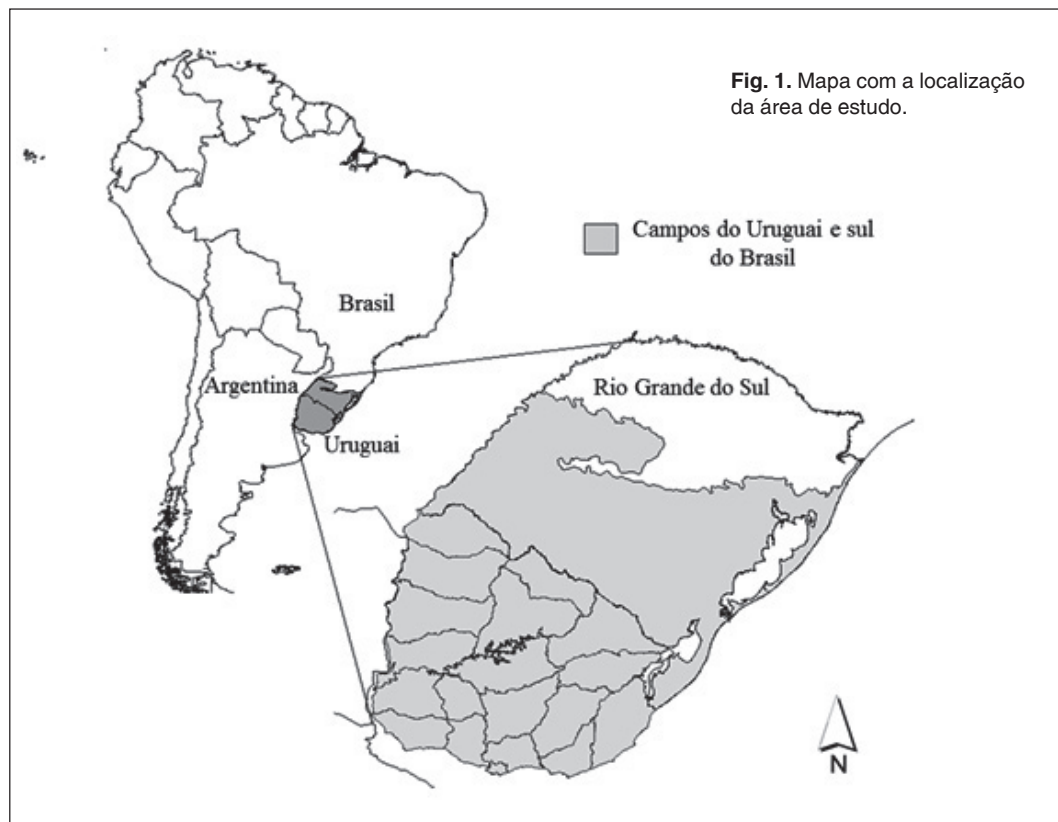 Fig. 1. Mapa com a localização
da área de estudo.
Campos do Uruguai e sul
do Brasil
Brasil
Argentina
Rio Grande do Sul
Uruguai
N